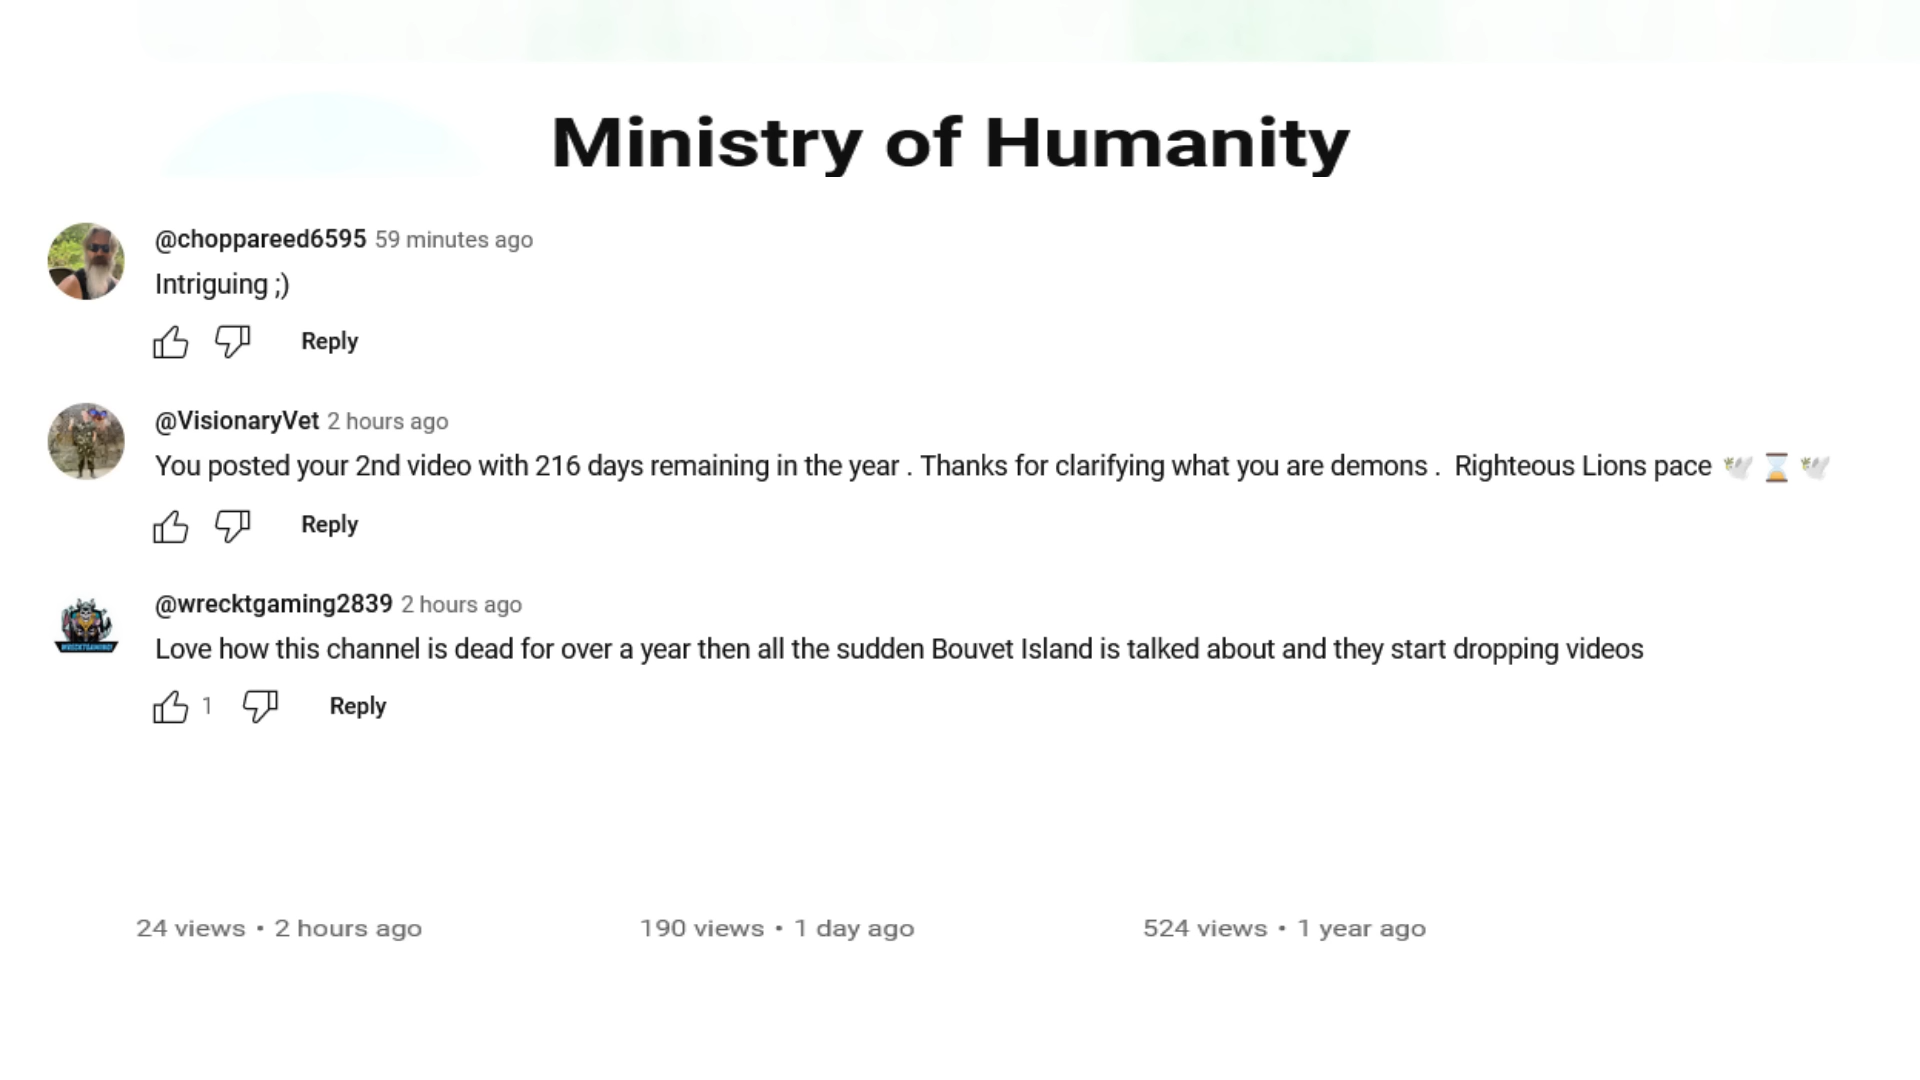 Ministry of Humanity
@choppareed6595 59 minutes ago
Intriguing ;)
Reply
@VisionaryVet 2 hours ago
You posted your 2nd video with 216 days remaining in the year . Thanks for clarifying what you are demons .  Righteous Lions pace 🕊️ ⌛ 🕊️
Reply
@wrecktgaming2839 2 hours ago
Love how this channel is dead for over a year then all the sudden Bouvet Island is talked about and they start dropping videos
1 Reply
24 views • 2 hours ago 190 views • 1 day ago 524 views • 1 year ago